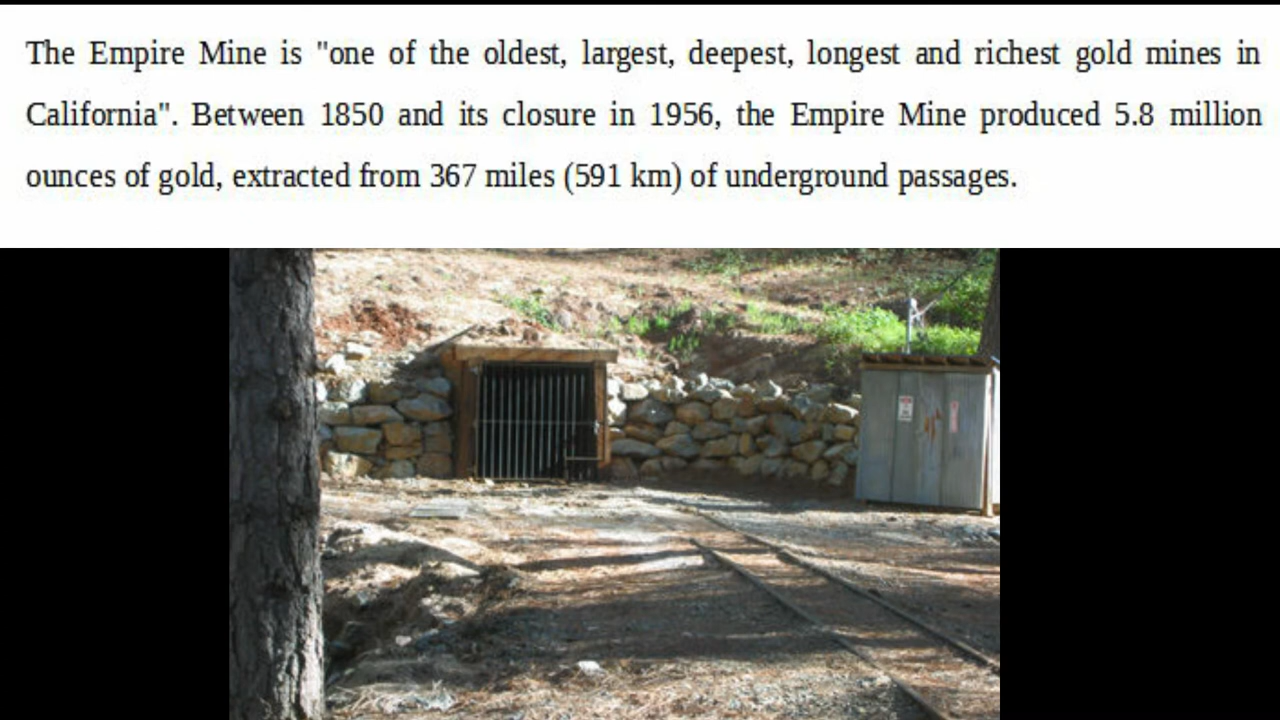 The Empire Mine is "one of the oldest, largest, deepest, longest and richest gold mines in
California". Between 1850 and its closure in 1956, the Empire Mine produced 5.8 million
ounces of gold, extracted from 367 miles (591 km) of underground passages.